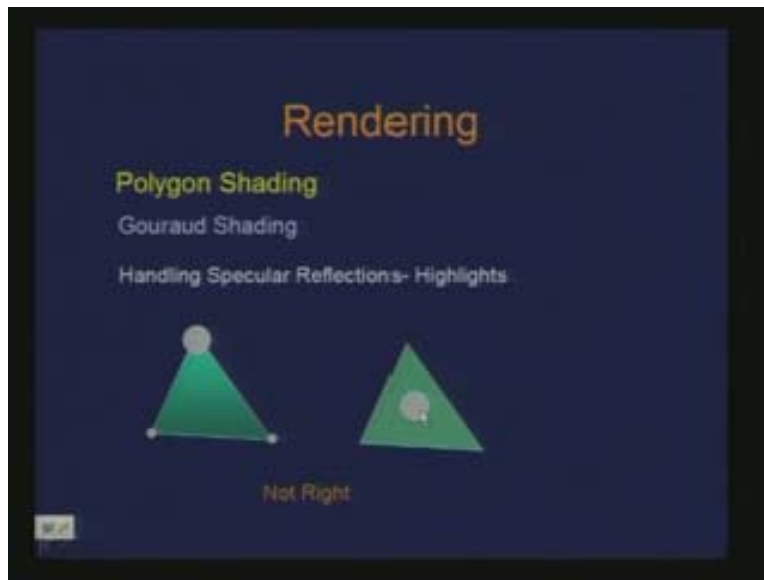 Rendering
Polygon Shading
Gouraud Shading
Handling Specular Reflections- Highlights
Not Right